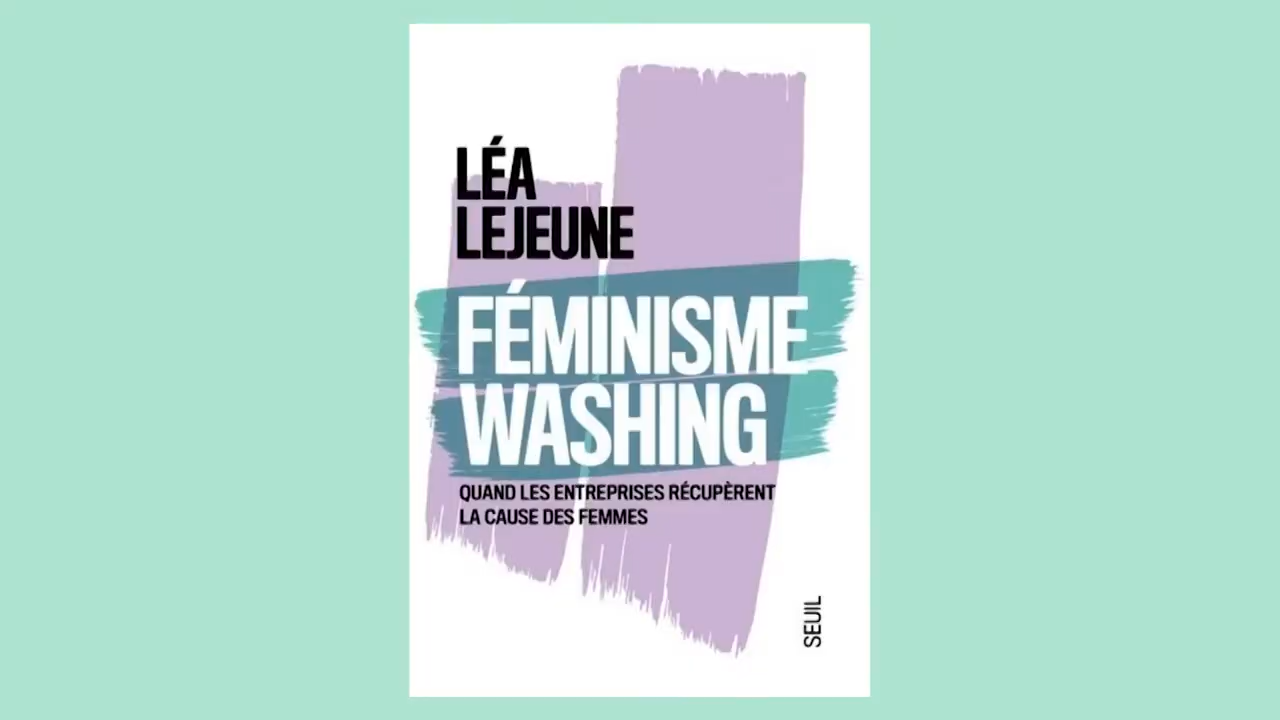 LÉA
LEJEUNE
FÉMINISME
WASHING
QUAND LES ENTREPRISES RÉCUPÈRENT
LA CAUSE DES FEMMES
SEUIL